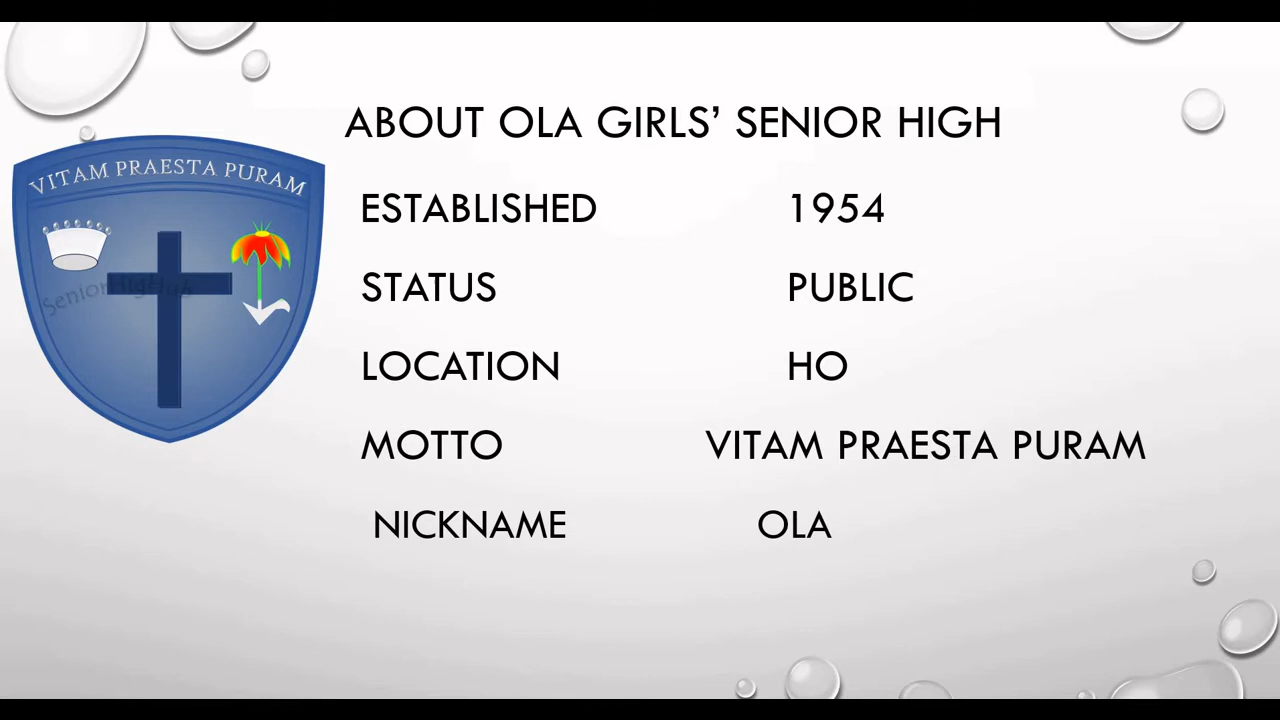 ABOUT OLA GIRLS’ SENIOR HIGH
VITAM PRAESTA PURAM
ESTABLISHED 1954
STATUS PUBLIC
LOCATION HO
MOTTO VITAM PRAESTA PURAM
NICKNAME OLA